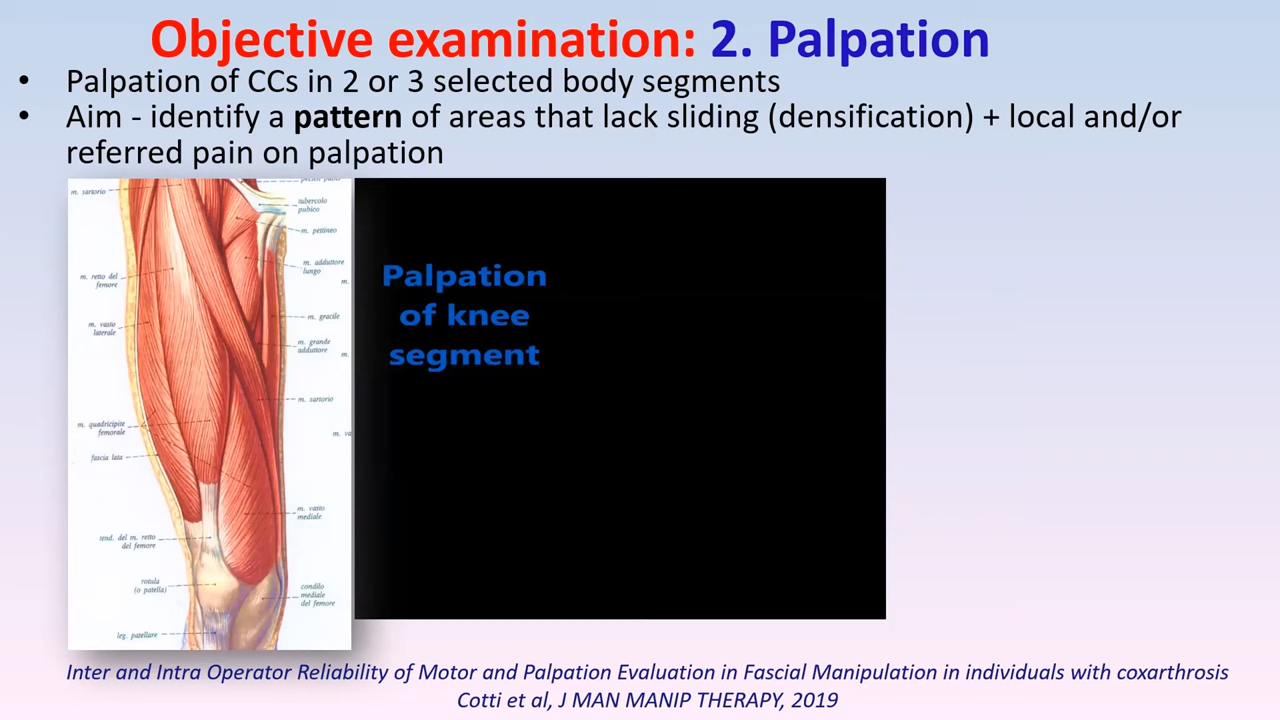 Objective examination: 2. Palpation
• Palpation of CCs in 2 or 3 selected body segments
• Aim - identify a pattern of areas that lack sliding (densification) + local and/or
referred pain on palpation
m. sartorio
tubercolo
pubico
m. pettineo
m. adduttore
lungo
m.
m. retto del
femore
m. gracile
m. vasto
laterale
m. grande
adduttore
m.
m. sartorio
m. quadricipite
femorale
m. va
fascia lata
m. vasto
mediale
tend. del m. retto
del femore
rotula
(o patella)
condilo
mediale
del femore
leg. patellare
Palpation
of knee
segment
Inter and Intra Operator Reliability of Motor and Palpation Evaluation in Fascial Manipulation in individuals with coxarthrosis
Cotti et al, J MAN MANIP THERAPY, 2019